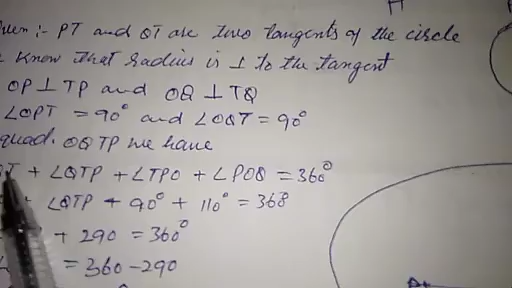 :- PT and QT are two tangents of the circle
know that radius is ⊥ to the tangent
OP ⊥ TP and OQ ⊥ TQ
∠OPT = 90° and ∠OQT = 90°
quad. OQTP we have
+ ∠QTP + ∠TPO + ∠POQ = 360°
∠QTP + 90° + 110° = 360
+ 290 = 360°
= 360 - 290